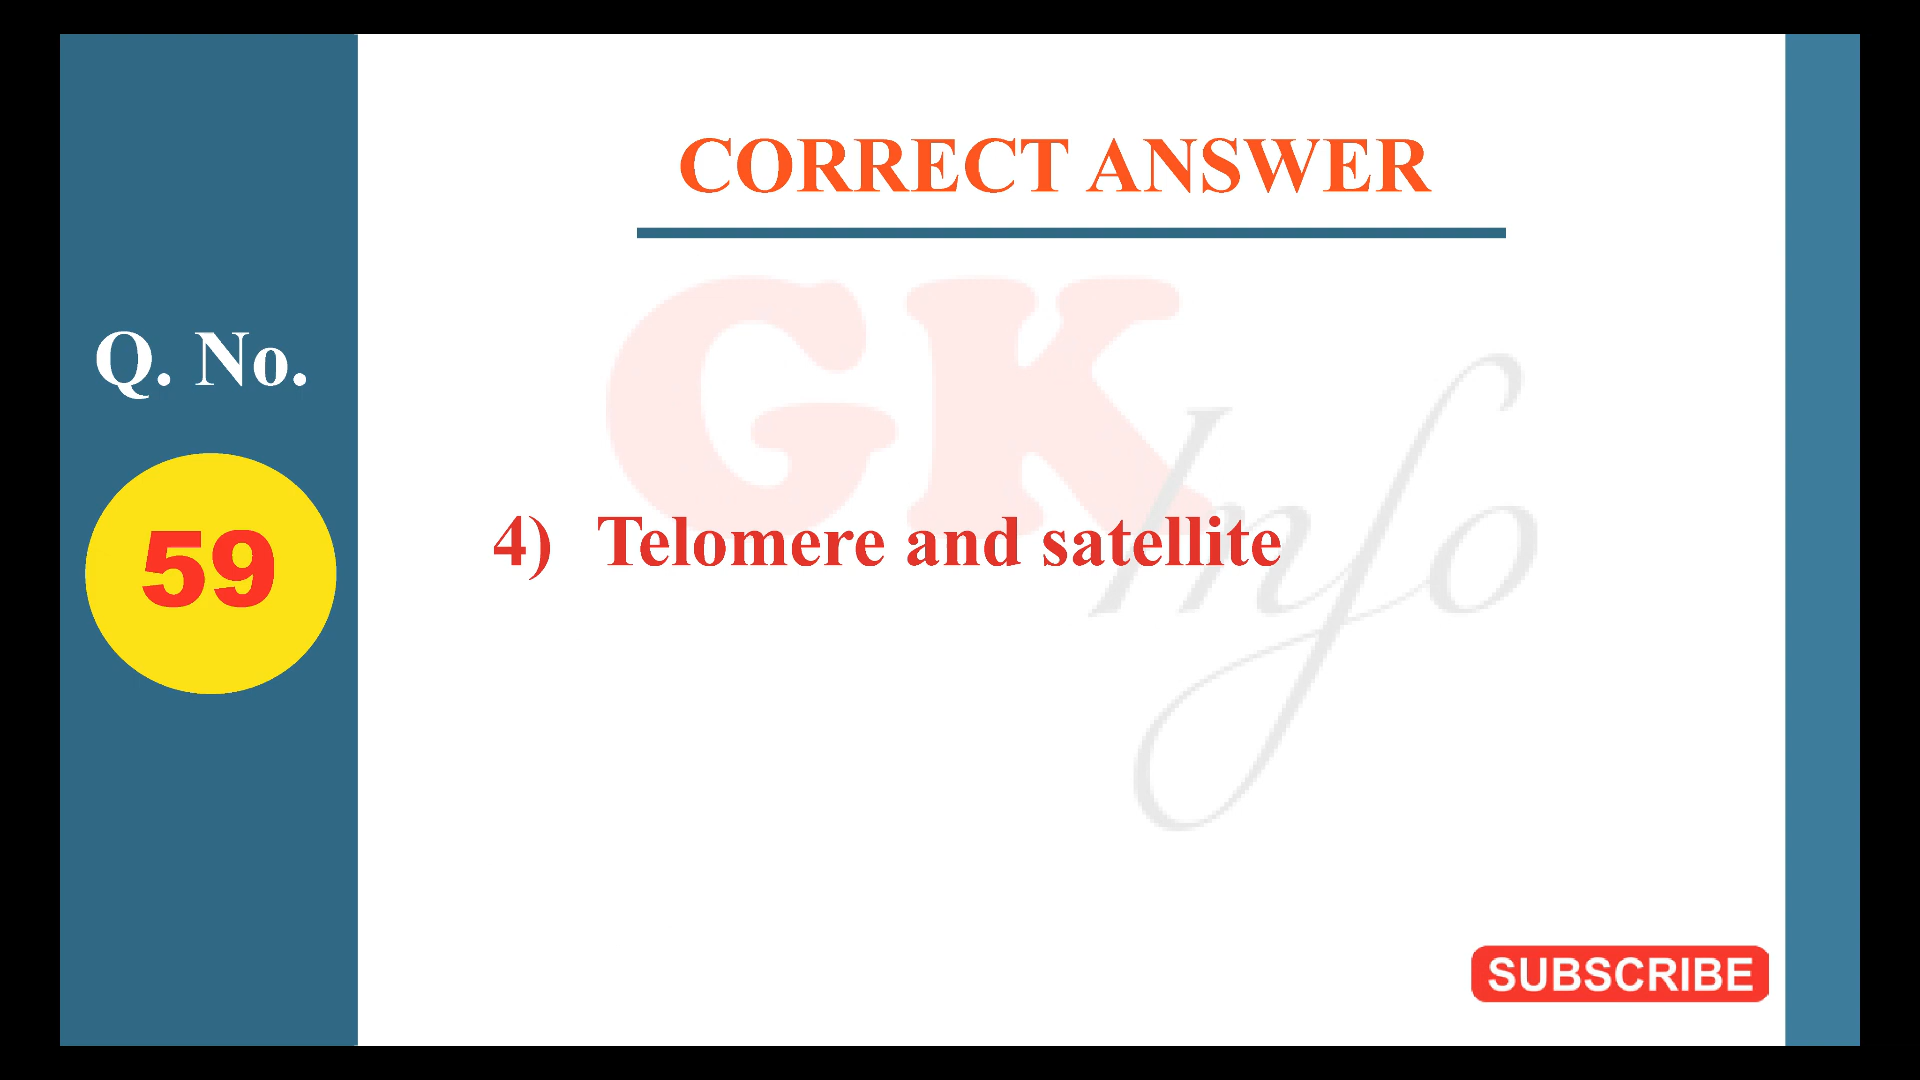 CORRECT ANSWER
GK Info
Q. No.
59
4) Telomere and satellite
SUBSCRIBE